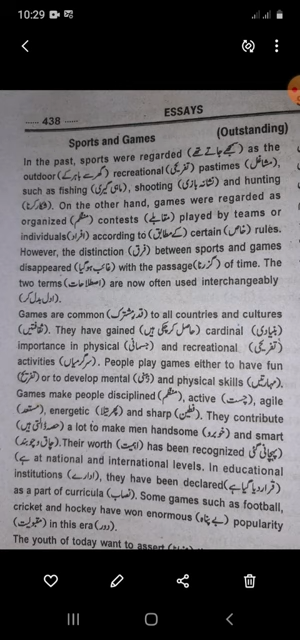 10:29
438
ESSAYS
Sports and Games
(Outstanding)
In the past, sports were regarded (سمجھے جاتے تھے) as the
outdoor (گھر سے باہر کے) recreational (تفریحی) pastimes (مشاغل),
such as fishing (ماہی گیری), shooting (نشانہ بازی) and hunting
(شکار کرنا). On the other hand, games were regarded as
organized (منظم) contests (مقابلے) played by teams or
individuals (افراد) according to (کے مطابق) certain (خاص) rules.
However, the distinction (فرق) between sports and games
disappeared (غائب ہو گیا) with the passage (گزرنا) of time. The
two terms (اصطلاحات) are now often used interchangeably
(ادل بدل کر).
Games are common (قدر مشترک) to all countries and cultures
(ثقافتیں). They have gained (حاصل کر چکی ہیں) cardinal (بنیادی)
importance in physical (جسمانی) and recreational (تفریحی)
activities (سرگرمیاں). People play games either to have fun
(تفریح) or to develop mental (ذہنی) and physical skills (مہارتیں).
Games make people disciplined (منظم), active (چست), agile
(مستعد), energetic (پھرتیلا) and sharp (فطین). They contribute
(حصہ ڈالتی ہیں) a lot to make men handsome (خوبرو) and smart
(چاق و چوبند). Their worth (اہمیت) has been recognized (پہچانی گئی
ہے) at national and international levels. In educational
institutions (ادارے), they have been declared (قرار دیا گیا ہے)
as a part of curricula (نصاب). Some games such as football,
cricket and hockey have won enormous (بے پناہ) popularity
(مقبولیت) in this era (دور).
The youth of today want to assert